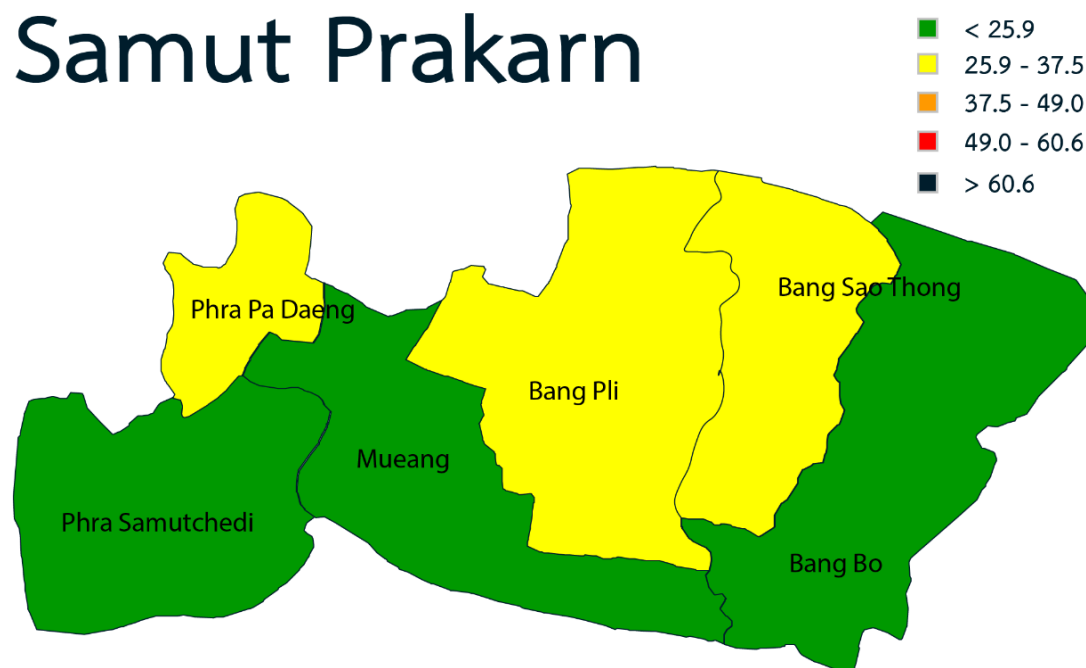 Samut Prakarn
< 25.9
25.9 - 37.5
37.5 - 49.0
49.0 - 60.6
> 60.6
Bang Sao Thong
Phra Pa Daeng
Bang Pli
Mueang
Phra Samutchedi
Bang Bo